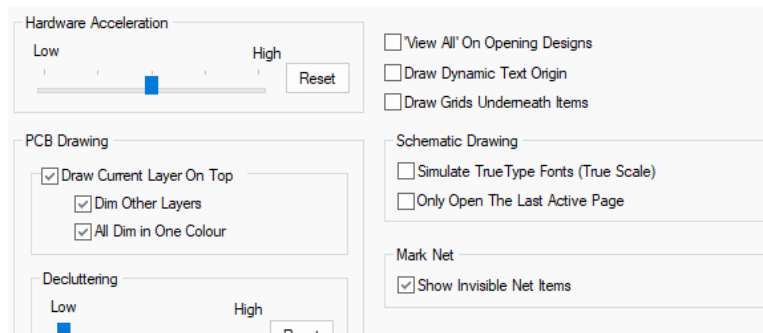 Hardware Acceleration
Low High
Reset
'View All' On Opening Designs
Draw Dynamic Text Origin
Draw Grids Underneath Items
PCB Drawing
Draw Current Layer On Top
Dim Other Layers
All Dim in One Colour
Decluttering
Low High
Reset
Schematic Drawing
Simulate TrueType Fonts (True Scale)
Only Open The Last Active Page
Mark Net
Show Invisible Net Items